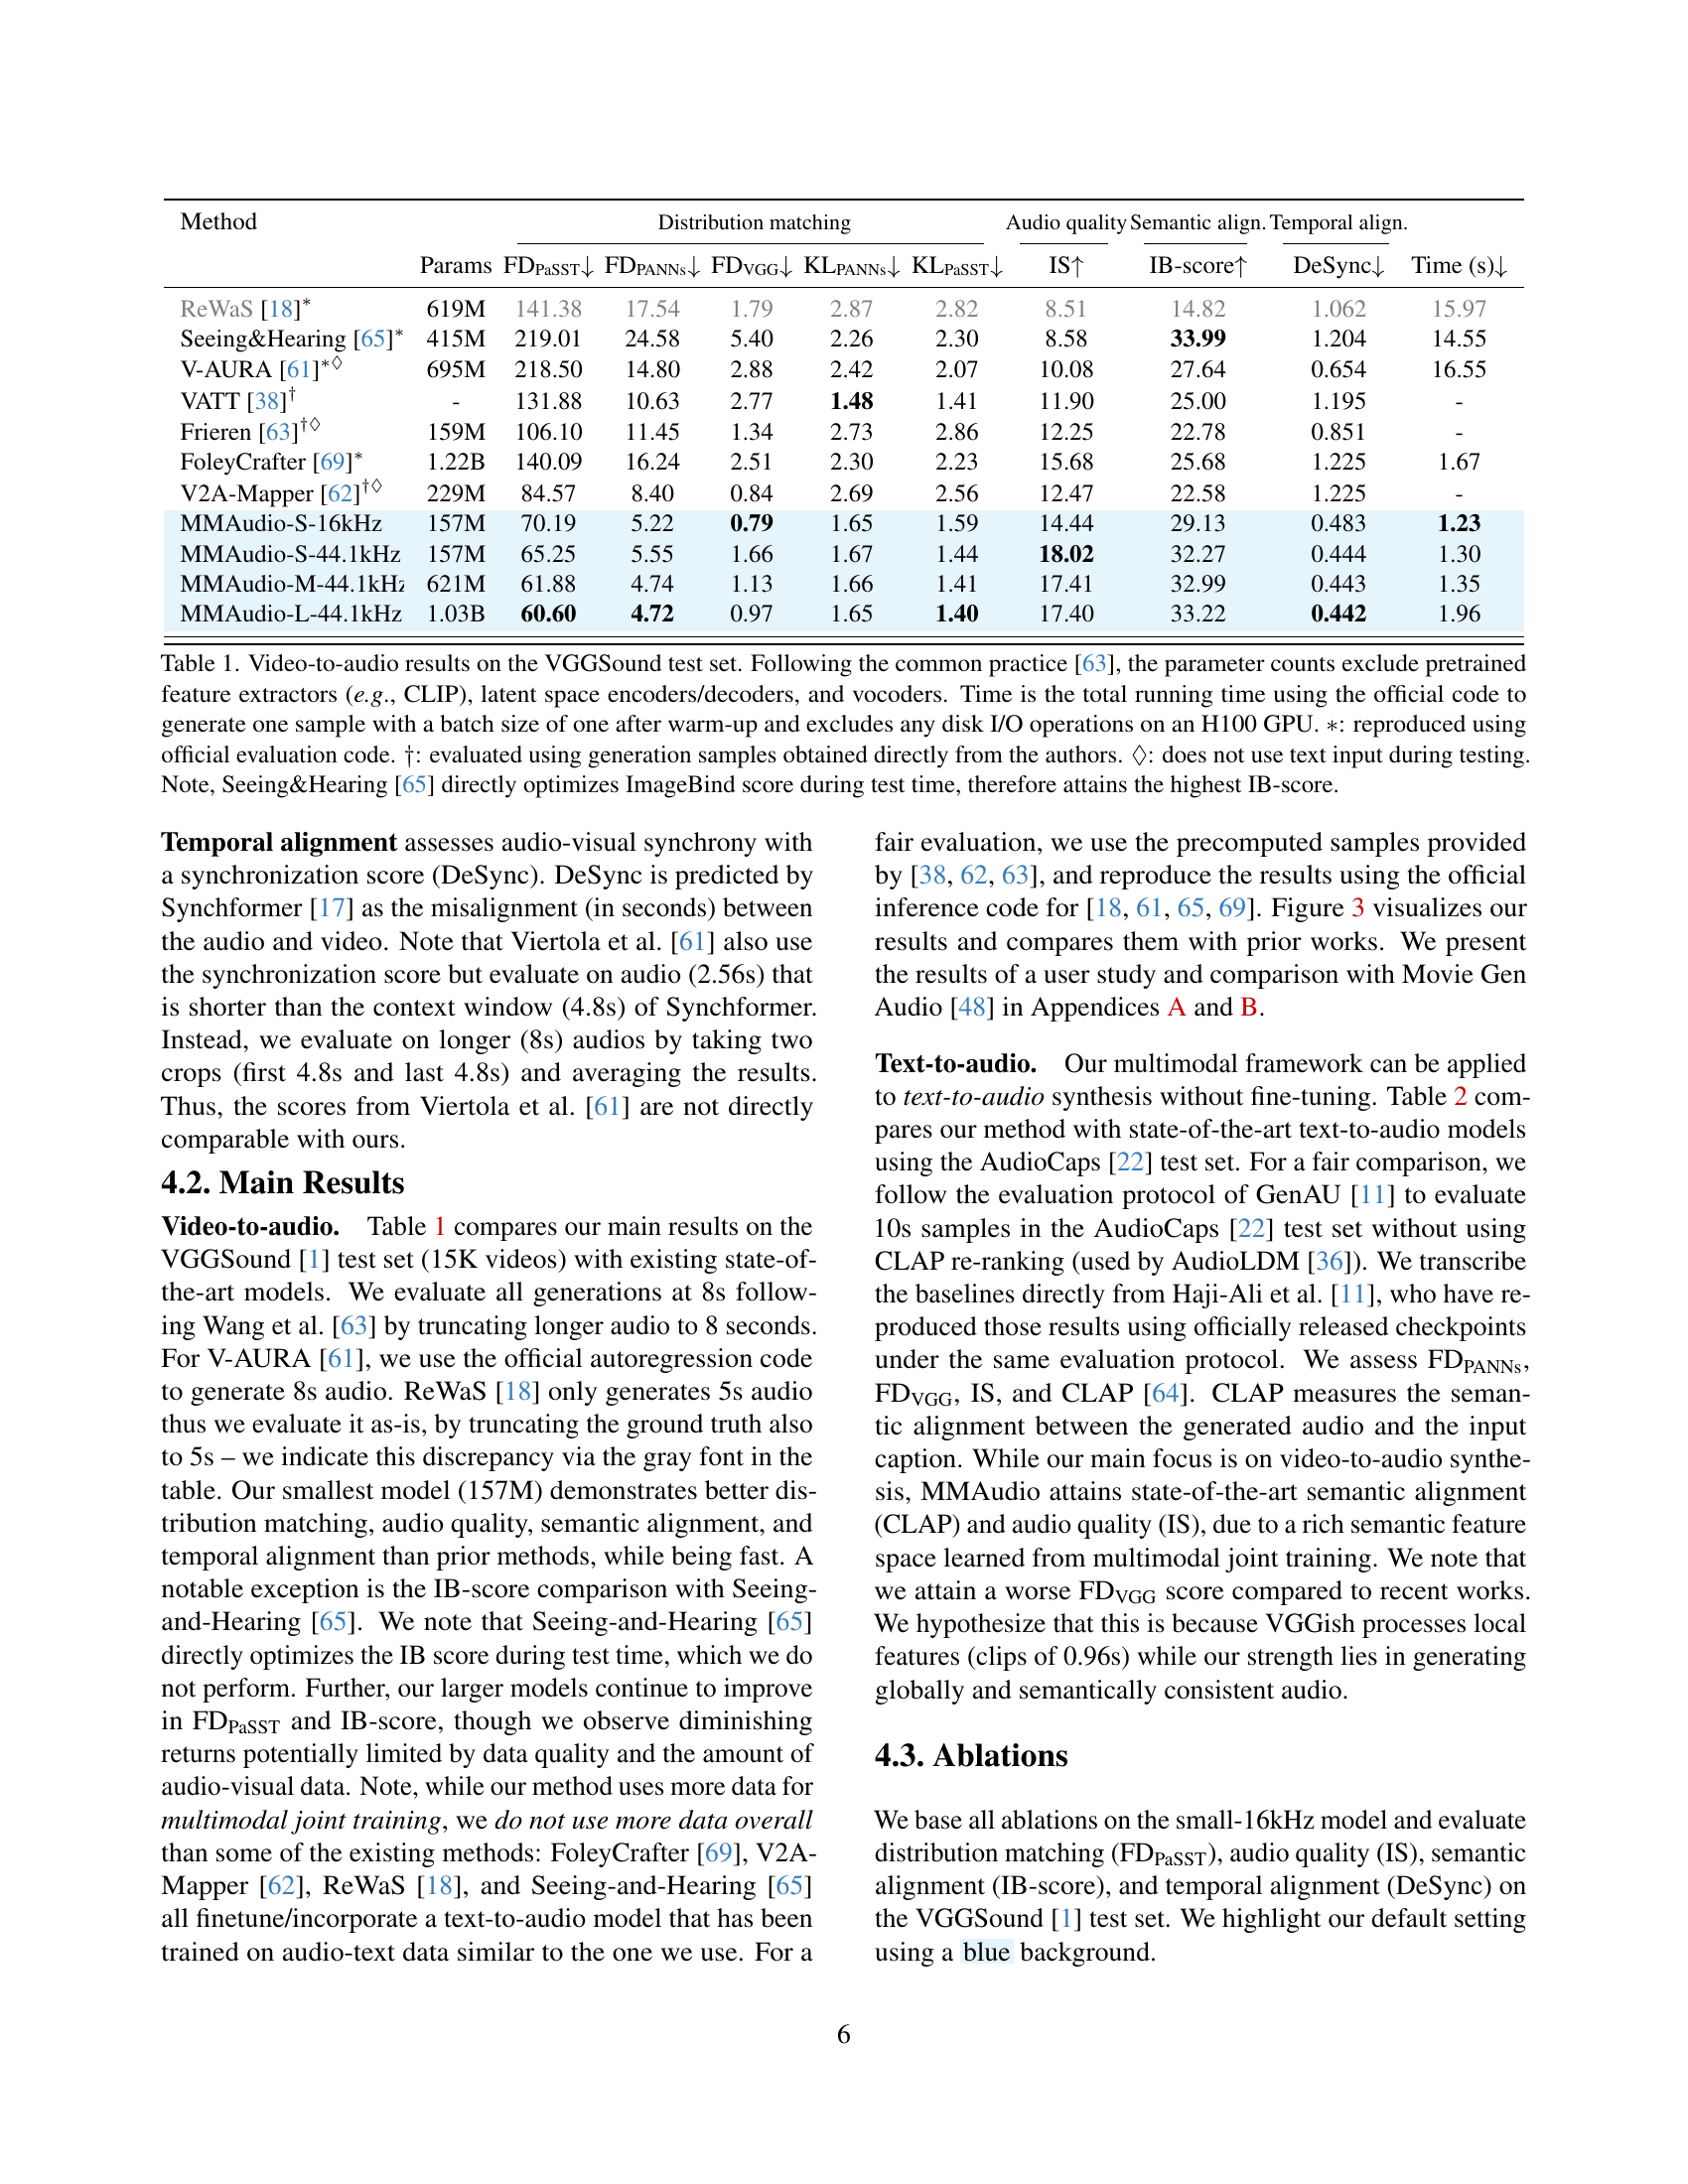 Method Distribution matching Audio quality Semantic align. Temporal align.
Params FDPaSST↓ FDPANNs↓ FDVGG↓ KLPANNs↓ KLPaSST↓ IS↑ IB-score↑ DeSync↓ Time (s)↓
ReWaS [18]* 619M 141.38 17.54 1.79 2.87 2.82 8.51 14.82 1.062 15.97
Seeing&Hearing [65]* 415M 219.01 24.58 5.40 2.26 2.30 8.58 33.99 1.204 14.55
V-AURA [61]*♢ 695M 218.50 14.80 2.88 2.42 2.07 10.08 27.64 0.654 16.55
VATT [38]† - 131.88 10.63 2.77 1.48 1.41 11.90 25.00 1.195 -
Frieren [63]†♢ 159M 106.10 11.45 1.34 2.73 2.86 12.25 22.78 0.851 -
FoleyCrafter [69]* 1.22B 140.09 16.24 2.51 2.30 2.23 15.68 25.68 1.225 1.67
V2A-Mapper [62]†♢ 229M 84.57 8.40 0.84 2.69 2.56 12.47 22.58 1.225 -
MMAudio-S-16kHz 157M 70.19 5.22 0.79 1.65 1.59 14.44 29.13 0.483 1.23
MMAudio-S-44.1kHz 157M 65.25 5.55 1.66 1.67 1.44 18.02 32.27 0.444 1.30
MMAudio-M-44.1kHz 621M 61.88 4.74 1.13 1.66 1.41 17.41 32.99 0.443 1.35
MMAudio-L-44.1kHz 1.03B 60.60 4.72 0.97 1.65 1.40 17.40 33.22 0.442 1.96
Table 1. Video-to-audio results on the VGGSound test set. Following the common practice [63], the parameter counts exclude pretrained
feature extractors (e.g., CLIP), latent space encoders/decoders, and vocoders. Time is the total running time using the official code to
generate one sample with a batch size of one after warm-up and excludes any disk I/O operations on an H100 GPU. *: reproduced using
official evaluation code. †: evaluated using generation samples obtained directly from the authors. ♢: does not use text input during testing.
Note, Seeing&Hearing [65] directly optimizes ImageBind score during test time, therefore attains the highest IB-score.
Temporal alignment assesses audio-visual synchrony with
a synchronization score (DeSync). DeSync is predicted by
Synchformer [17] as the misalignment (in seconds) between
the audio and video. Note that Viertola et al. [61] also use
the synchronization score but evaluate on audio (2.56s) that
is shorter than the context window (4.8s) of Synchformer.
Instead, we evaluate on longer (8s) audios by taking two
crops (first 4.8s and last 4.8s) and averaging the results.
Thus, the scores from Viertola et al. [61] are not directly
comparable with ours.
4.2. Main Results
Video-to-audio. Table 1 compares our main results on the
VGGSound [1] test set (15K videos) with existing state-of-
the-art models. We evaluate all generations at 8s follow-
ing Wang et al. [63] by truncating longer audio to 8 seconds.
For V-AURA [61], we use the official autoregression code
to generate 8s audio. ReWaS [18] only generates 5s audio
thus we evaluate it as-is, by truncating the ground truth also
to 5s – we indicate this discrepancy via the gray font in the
table. Our smallest model (157M) demonstrates better dis-
tribution matching, audio quality, semantic alignment, and
temporal alignment than prior methods, while being fast. A
notable exception is the IB-score comparison with Seeing-
and-Hearing [65]. We note that Seeing-and-Hearing [65]
directly optimizes the IB score during test time, which we do
not perform. Further, our larger models continue to improve
in FDPaSST and IB-score, though we observe diminishing
returns potentially limited by data quality and the amount of
audio-visual data. Note, while our method uses more data for
multimodal joint training, we do not use more data overall
than some of the existing methods: FoleyCrafter [69], V2A-
Mapper [62], ReWaS [18], and Seeing-and-Hearing [65]
all finetune/incorporate a text-to-audio model that has been
trained on audio-text data similar to the one we use. For a
fair evaluation, we use the precomputed samples provided
by [38, 62, 63], and reproduce the results using the official
inference code for [18, 61, 65, 69]. Figure 3 visualizes our
results and compares them with prior works. We present
the results of a user study and comparison with Movie Gen
Audio [48] in Appendices A and B.
Text-to-audio. Our multimodal framework can be applied
to text-to-audio synthesis without fine-tuning. Table 2 com-
pares our method with state-of-the-art text-to-audio models
using the AudioCaps [22] test set. For a fair comparison, we
follow the evaluation protocol of GenAU [11] to evaluate
10s samples in the AudioCaps [22] test set without using
CLAP re-ranking (used by AudioLDM [36]). We transcribe
the baselines directly from Haji-Ali et al. [11], who have re-
produced those results using officially released checkpoints
under the same evaluation protocol. We assess FDPANNs,
FDVGG, IS, and CLAP [64]. CLAP measures the seman-
tic alignment between the generated audio and the input
caption. While our main focus is on video-to-audio synthe-
sis, MMAudio attains state-of-the-art semantic alignment
(CLAP) and audio quality (IS), due to a rich semantic feature
space learned from multimodal joint training. We note that
we attain a worse FDVGG score compared to recent works.
We hypothesize that this is because VGGish processes local
features (clips of 0.96s) while our strength lies in generating
globally and semantically consistent audio.
4.3. Ablations
We base all ablations on the small-16kHz model and evaluate
distribution matching (FDPaSST), audio quality (IS), semantic
alignment (IB-score), and temporal alignment (DeSync) on
the VGGSound [1] test set. We highlight our default setting
using a blue background.
6